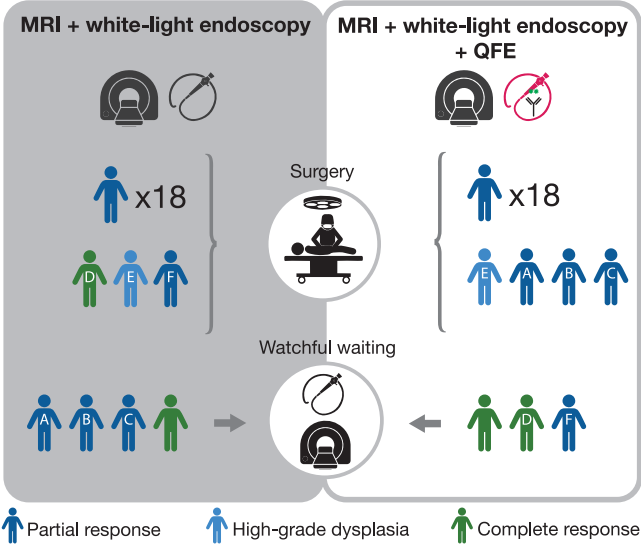 MRI + white-light endoscopy
MRI + white-light endoscopy
+ QFE
Surgery
x18
x18
D E F
E A B C
Watchful waiting
A B C
D F
Partial response
High-grade dysplasia
Complete response